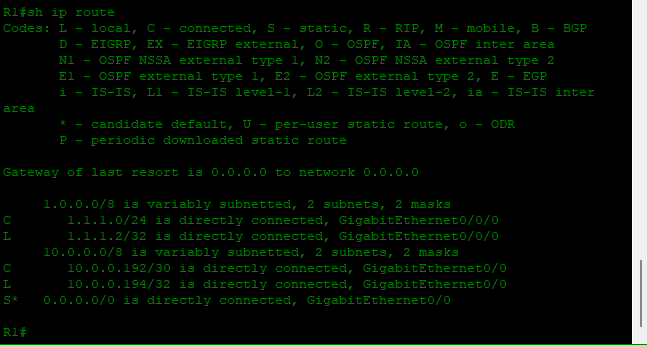 R1#sh ip route
Codes: L - local, C - connected, S - static, R - RIP, M - mobile, B - BGP
       D - EIGRP, EX - EIGRP external, O - OSPF, IA - OSPF inter area
       N1 - OSPF NSSA external type 1, N2 - OSPF NSSA external type 2
       E1 - OSPF external type 1, E2 - OSPF external type 2, E - EGP
       i - IS-IS, L1 - IS-IS level-1, L2 - IS-IS level-2, ia - IS-IS inter
area
       * - candidate default, U - per-user static route, o - ODR
       P - periodic downloaded static route

Gateway of last resort is 0.0.0.0 to network 0.0.0.0

     1.0.0.0/8 is variably subnetted, 2 subnets, 2 masks
C       1.1.1.0/24 is directly connected, GigabitEthernet0/0/0
L       1.1.1.2/32 is directly connected, GigabitEthernet0/0/0
     10.0.0.0/8 is variably subnetted, 2 subnets, 2 masks
C       10.0.0.192/30 is directly connected, GigabitEthernet0/0
L       10.0.0.194/32 is directly connected, GigabitEthernet0/0
S*   0.0.0.0/0 is directly connected, GigabitEthernet0/0

R1#